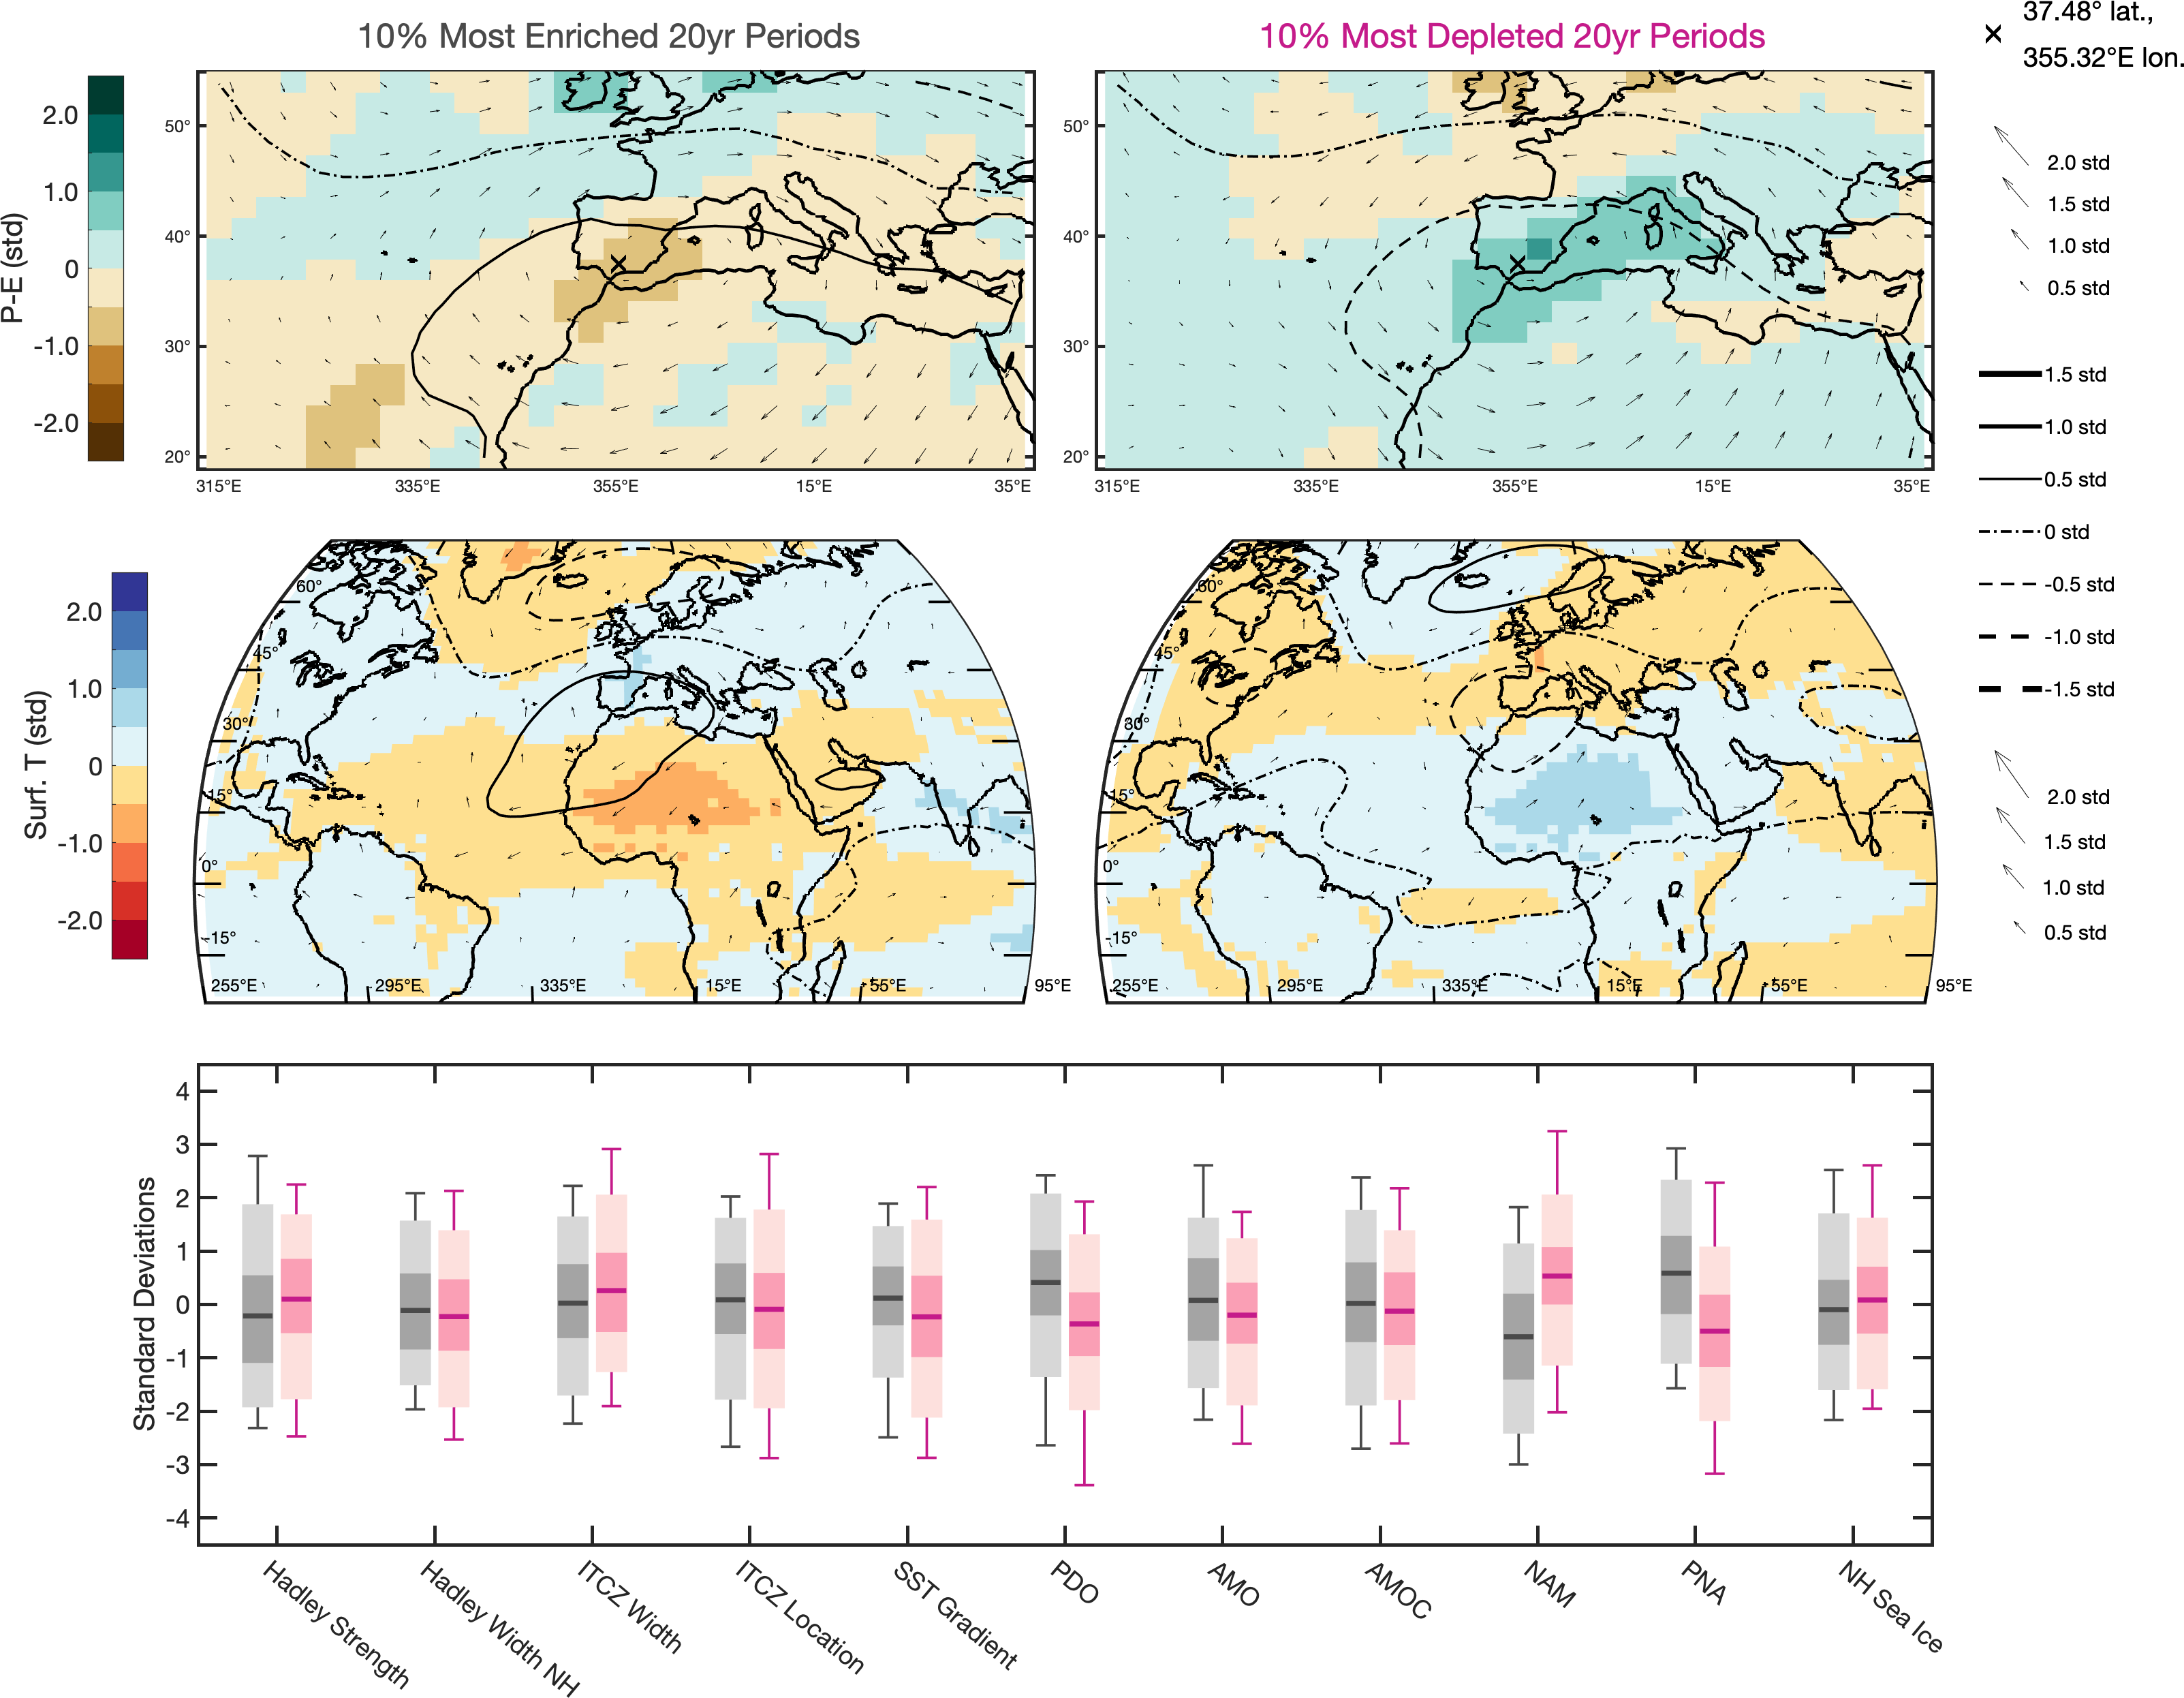 10% Most Enriched 20yr Periods
10% Most Depleted 20yr Periods
37.48° lat.,
355.32°E lon.
P-E (std)
2.0
1.0
0
-1.0
-2.0
50°
40°
30°
20°
315°E
335°E
355°E
15°E
35°E
50°
40°
30°
20°
315°E
335°E
355°E
15°E
35°E
2.0 std
1.5 std
1.0 std
0.5 std
1.5 std
1.0 std
0.5 std
0 std
-0.5 std
-1.0 std
-1.5 std
Surf. T (std)
2.0
1.0
0
-1.0
-2.0
60°
45°
30°
15°
0°
-15°
255°E
295°E
335°E
15°E
55°E
95°E
60°
45°
30°
15°
0°
-15°
255°E
295°E
335°E
15°E
55°E
95°E
2.0 std
1.5 std
1.0 std
0.5 std
Standard Deviations
4
3
2
1
0
-1
-2
-3
-4
Hadley Strength
Hadley Width NH
ITCZ Width
ITCZ Location
SST Gradient
PDO
AMO
AMOC
NAM
PNA
NH Sea Ice